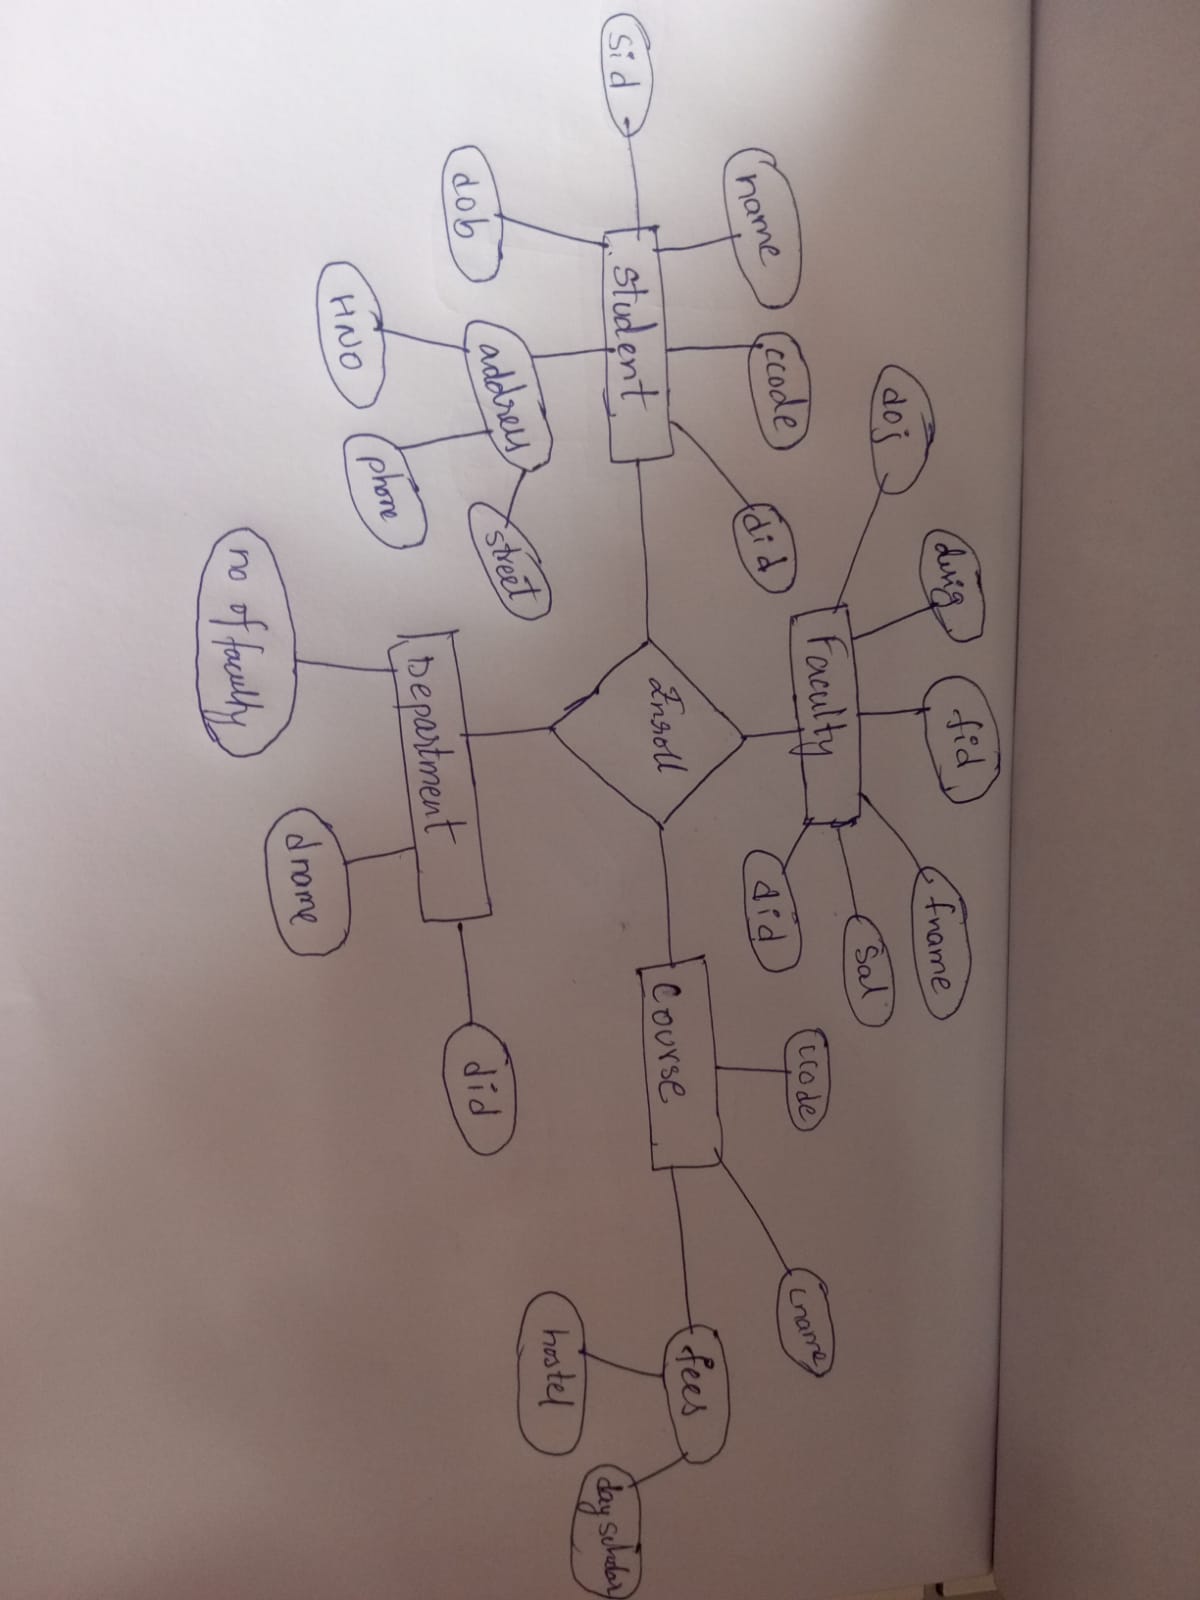 doj
desig
fid
fname
Sal
did
Faculty
name
ccode
did
sid
Student
dob
address
HNO
phone
street
Enroll
Course
ccode
cname
fees
hostel
day scholar
Department
no of faculty
dname
did